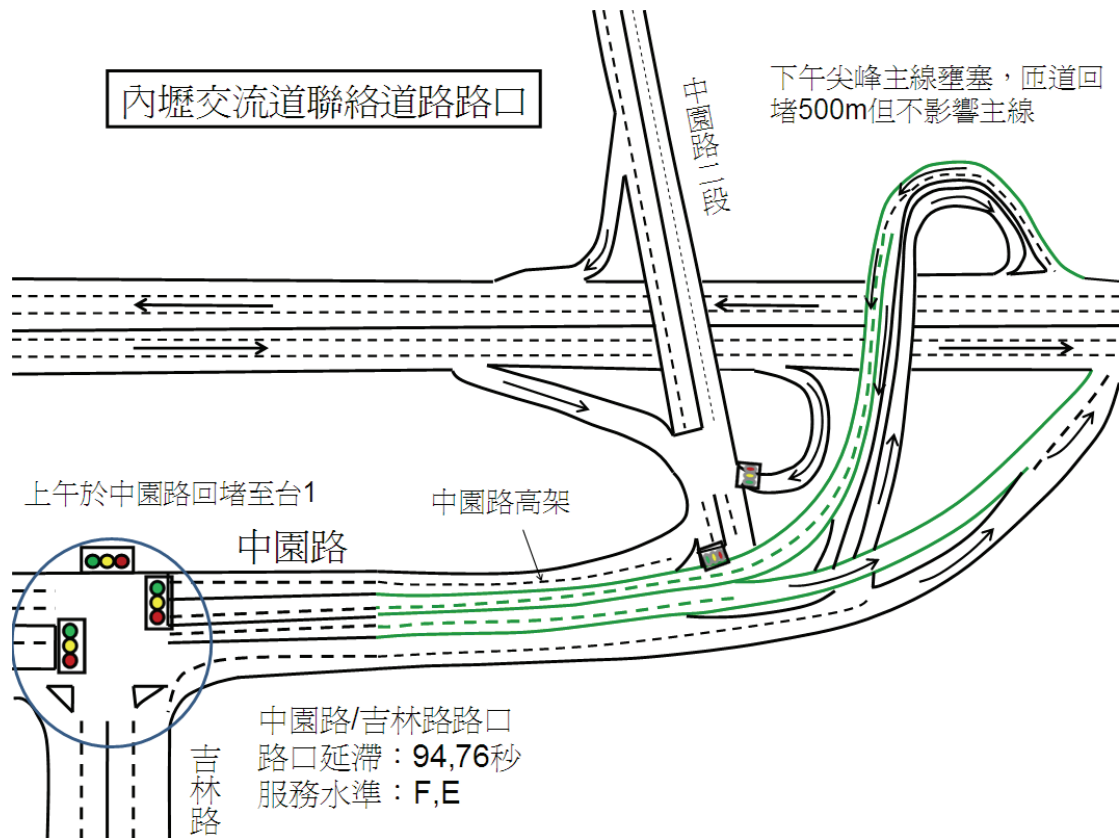 內壢交流道聯絡道路路口
下午尖峰主線壅塞，匝道回
堵500m但不影響主線
中園路二段
上午於中園路回堵至台1
中園路高架
中園路
中園路/吉林路路口
路口延滯：94,76秒
服務水準：F,E
吉林路